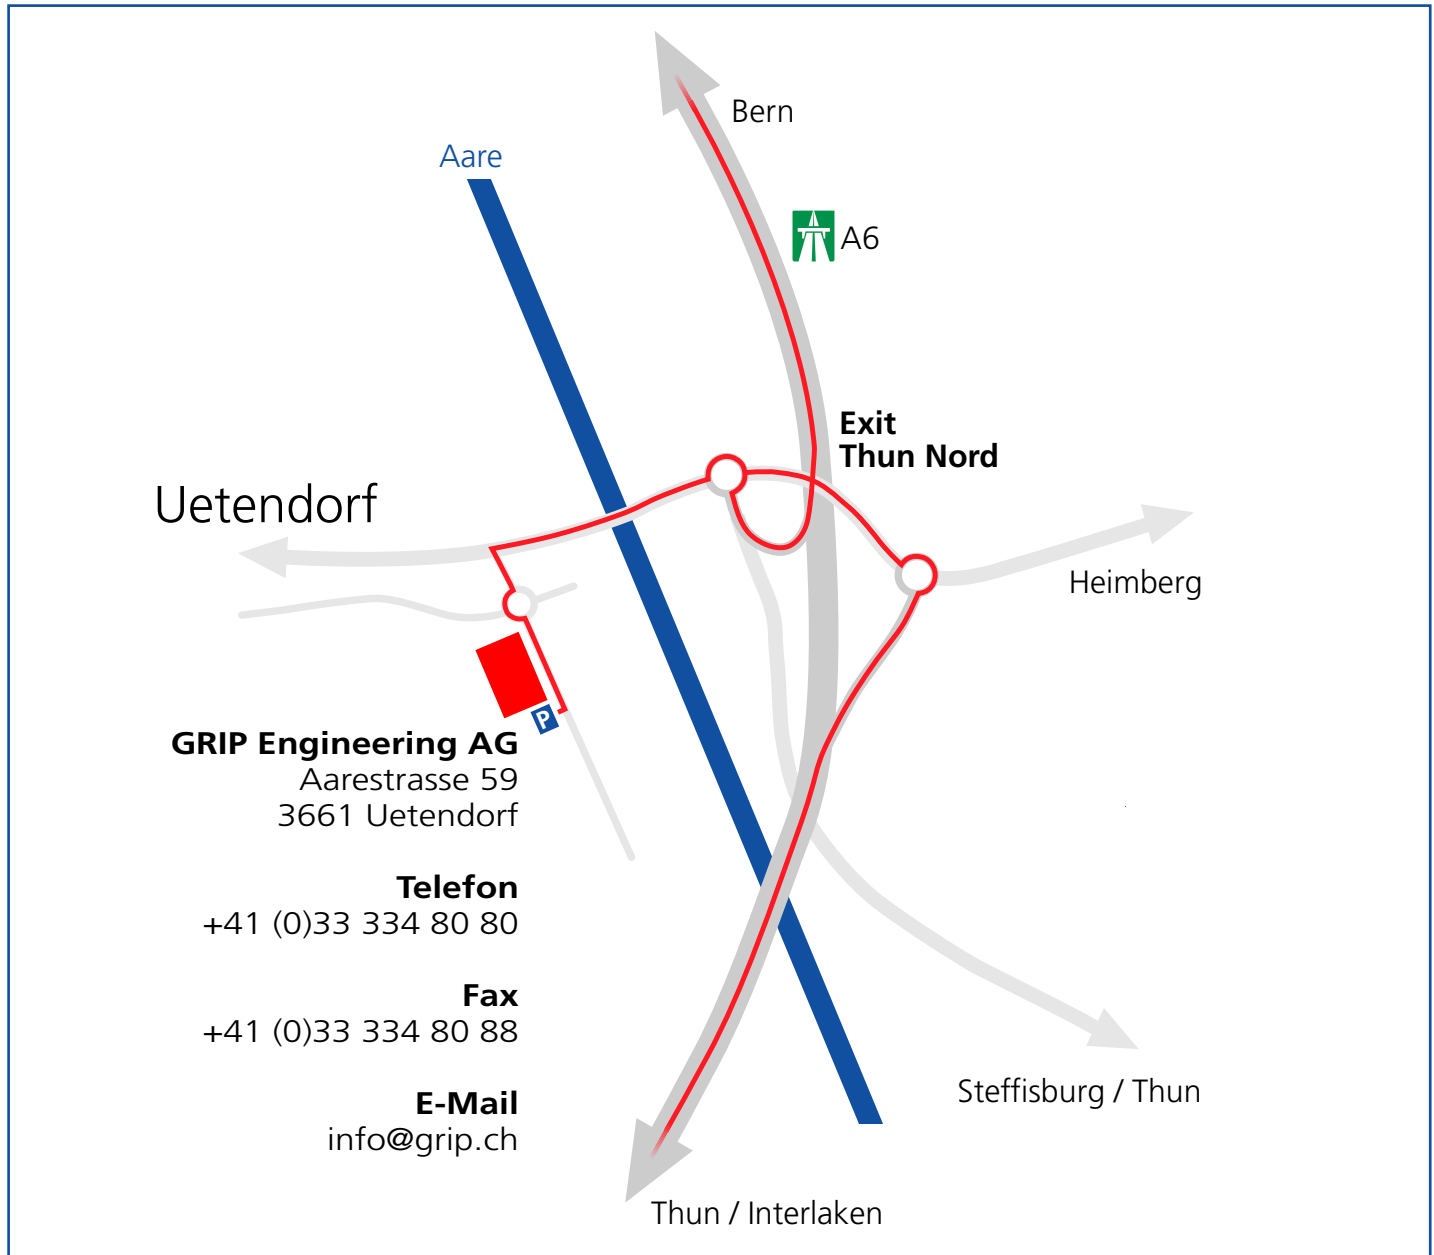 Bern
Aare
A6
Exit
Thun Nord
Uetendorf
Heimberg
P
GRIP Engineering AG
Aarestrasse 59
3661 Uetendorf
Telefon
+41 (0)33 334 80 80
Fax
+41 (0)33 334 80 88
E-Mail
info@grip.ch
Steffisburg / Thun
Thun / Interlaken